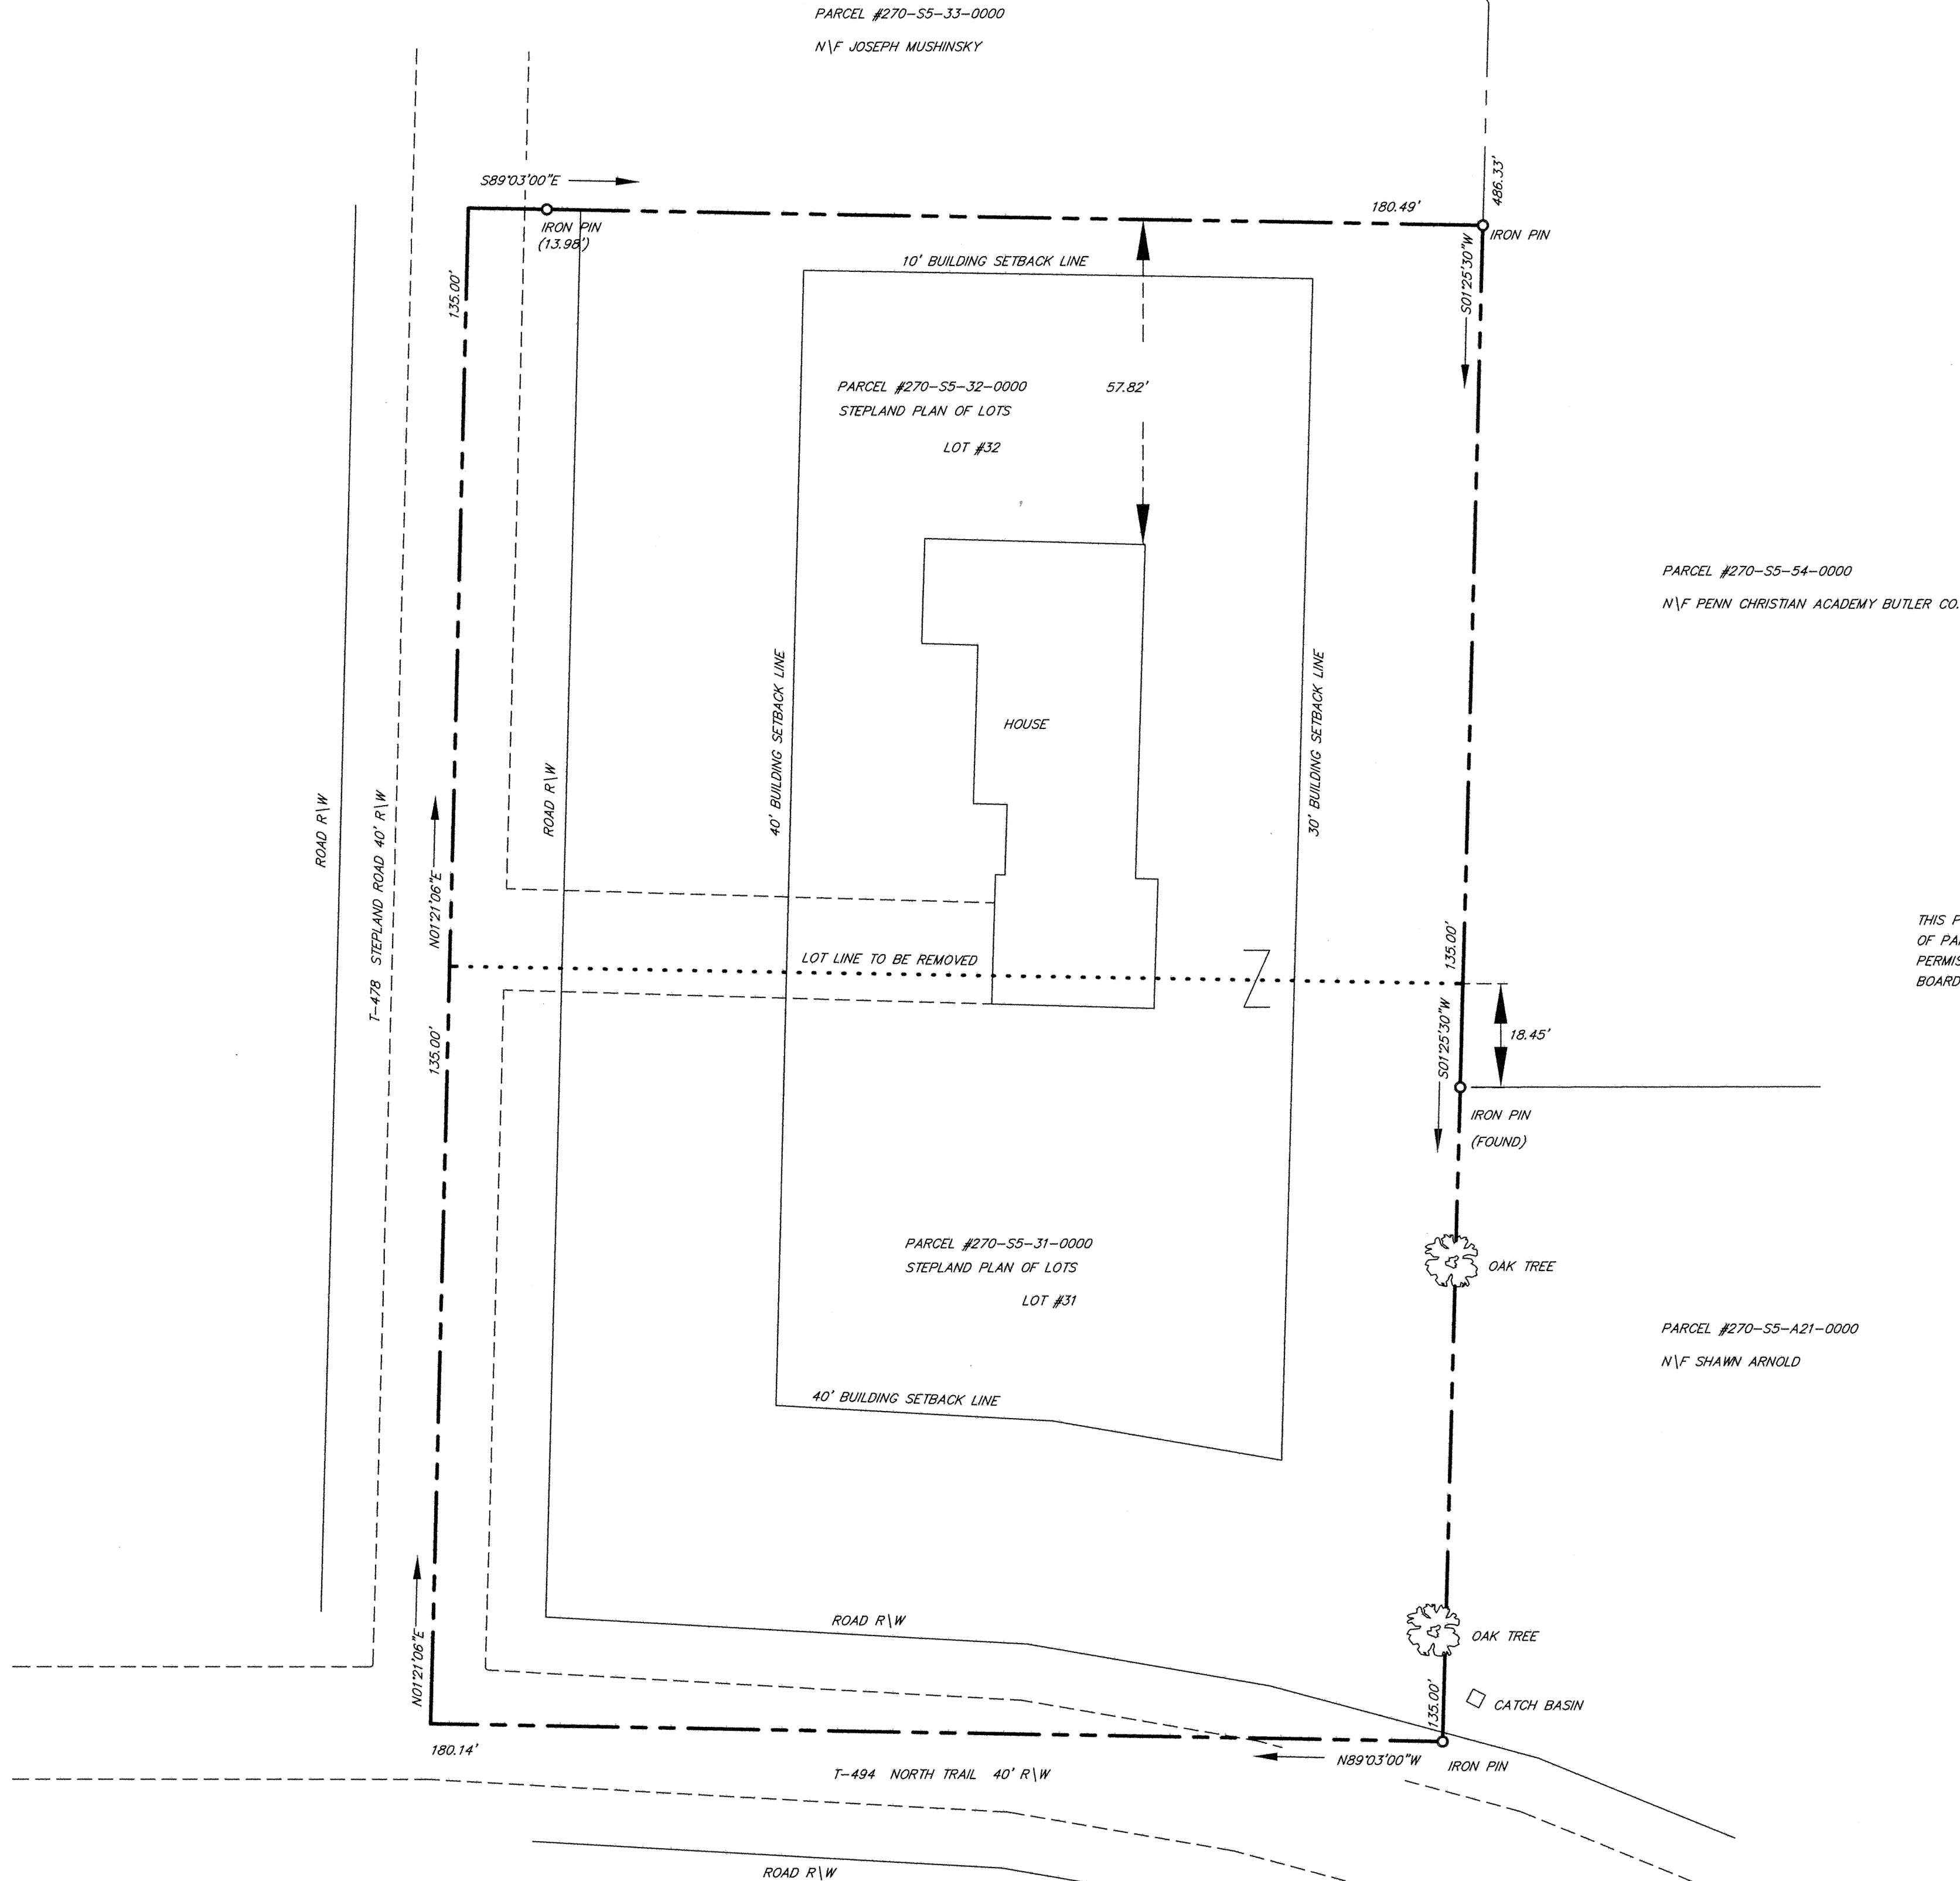 PARCEL #270-S5-33-0000
N\F JOSEPH MUSHINSKY
486.33'
S89°03'00"E
180.49'
IRON PIN
(13.98')
IRON PIN
S01°25'30"W
135.00'
10' BUILDING SETBACK LINE
PARCEL #270-S5-32-0000
STEPLAND PLAN OF LOTS
LOT #32
57.82'
PARCEL #270-S5-54-0000
N\F PENN CHRISTIAN ACADEMY BUTLER CO.
40' BUILDING SETBACK LINE
30' BUILDING SETBACK LINE
HOUSE
ROAD R\W
T-478 STEPLAND ROAD 40' R\W
ROAD R\W
N01°21'06"E
135.00'
THIS P
OF PA
PERMIS
BOARD
LOT LINE TO BE REMOVED
135.00'
S01°25'30"W
18.45'
IRON PIN
(FOUND)
PARCEL #270-S5-31-0000
STEPLAND PLAN OF LOTS
LOT #31
OAK TREE
PARCEL #270-S5-A21-0000
N\F SHAWN ARNOLD
40' BUILDING SETBACK LINE
ROAD R\W
OAK TREE
N01°21'06"E
135.00'
CATCH BASIN
180.14'
N89°03'00"W
IRON PIN
T-494 NORTH TRAIL 40' R\W
ROAD R\W